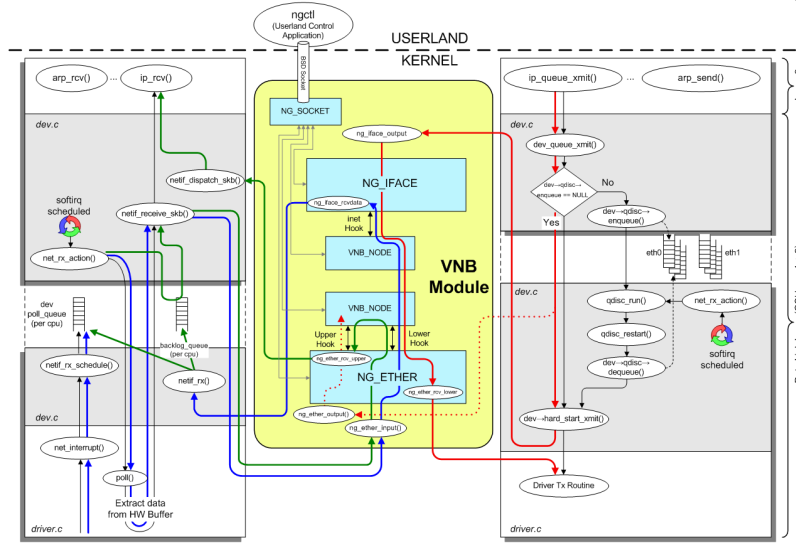 ngctl
(Userland Control
Application)
USERLAND
KERNEL
BSD Socket
arp_rcv()
...
ip_rcv()
dev.c
netif_dispatch_skb()
netif_receive_skb()
softirq
scheduled
net_rx_action()
dev
poll_queue
(per cpu)
backlog_queue
(per cpu)
netif_rx_schedule()
netif_rx()
dev.c
net_interrupt()
poll()
Extract data
from HW Buffer
driver.c
NG_SOCKET
ng_iface_output
NG_IFACE
ng_iface_rcvdata
inet
Hook
VNB_NODE
VNB
Module
VNB_NODE
Upper
Hook
Lower
Hook
ng_ether_rcv_upper
NG_ETHER
ng_ether_rcv_lower
ng_ether_output()
ng_ether_input()
ip_queue_xmit()
...
arp_send()
dev.c
dev_queue_xmit()
dev→qdisc→
enqueue == NULL
No
Yes
dev→qdisc→
enqueue()
eth0
eth1
dev.c
qdisc_run()
net_rx_action()
qdisc_restart()
softirq
scheduled
dev→qdisc→
dequeue()
dev→hard_start_xmit()
Driver Tx Routine
driver.c